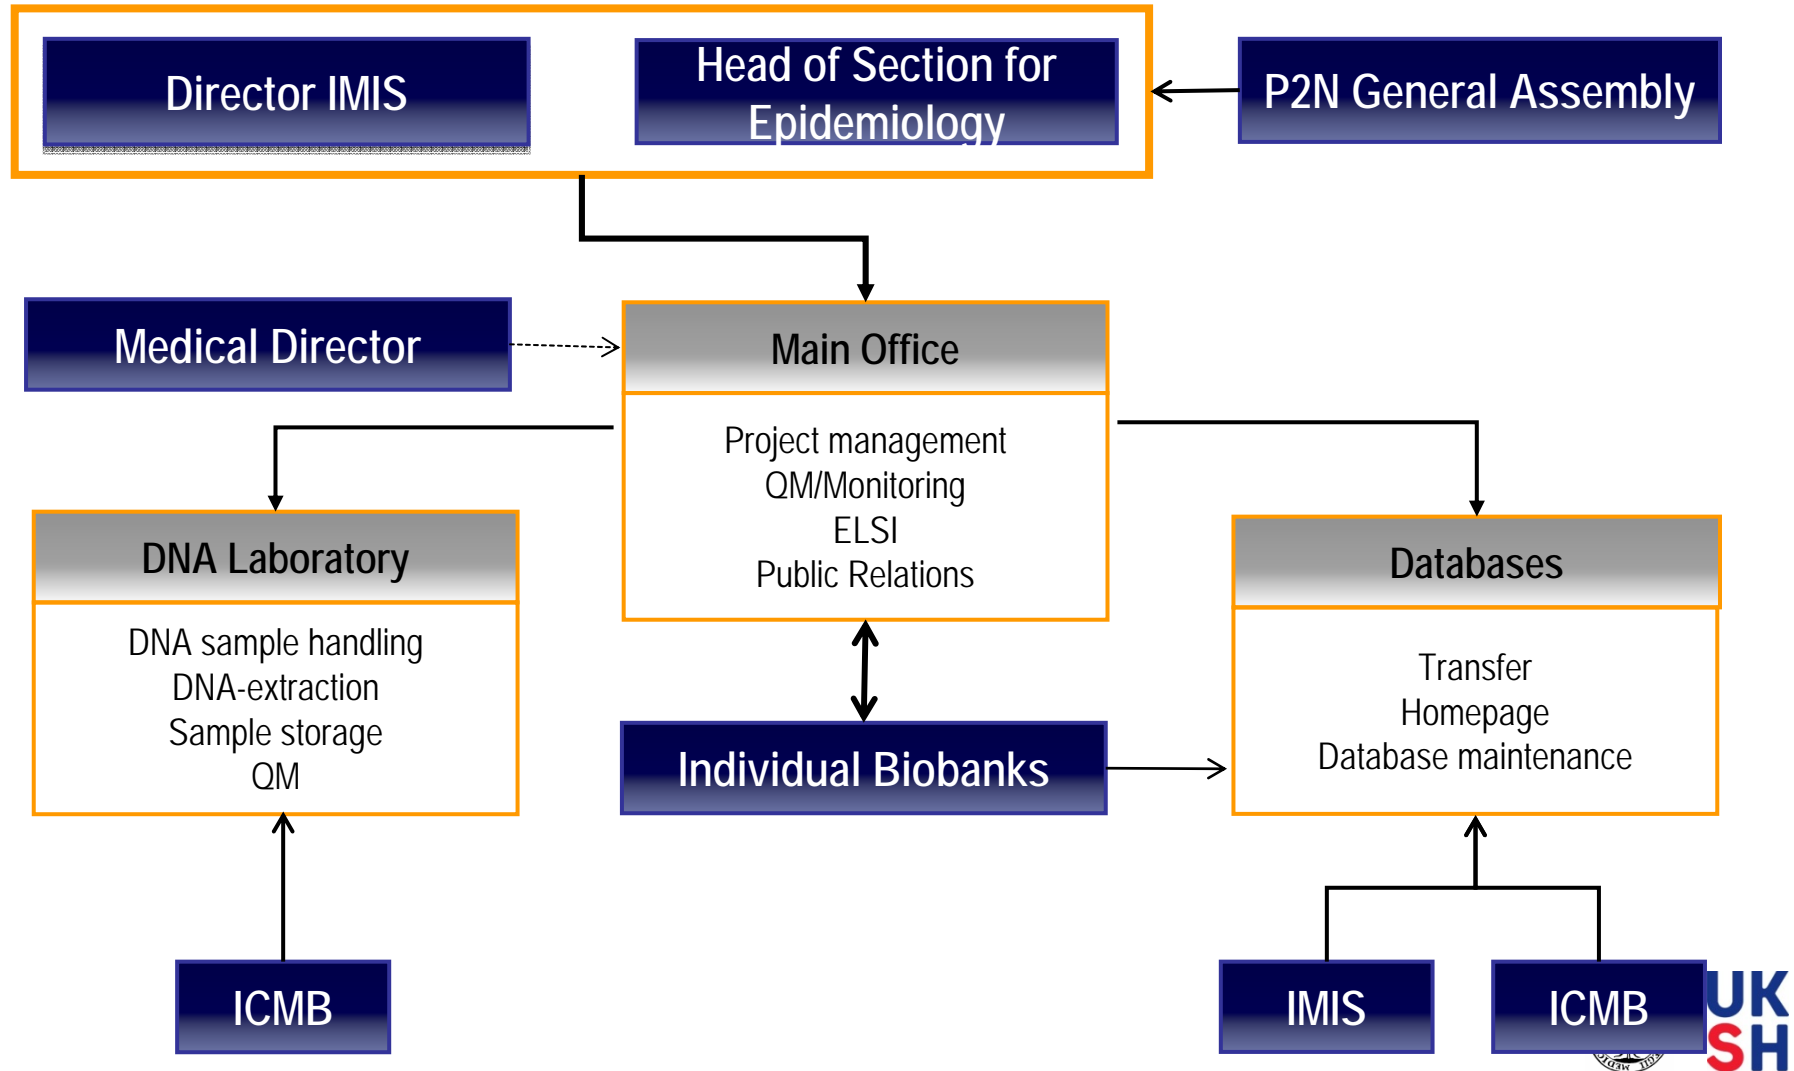 Director IMIS
Head of Section for
Epidemiology
P2N General Assembly
Medical Director
Main Office
Project management
QM/Monitoring
ELSI
Public Relations
DNA Laboratory
DNA sample handling
DNA-extraction
Sample storage
QM
Databases
Transfer
Homepage
Database maintenance
Individual Biobanks
ICMB
IMIS
ICMB
UK
SH